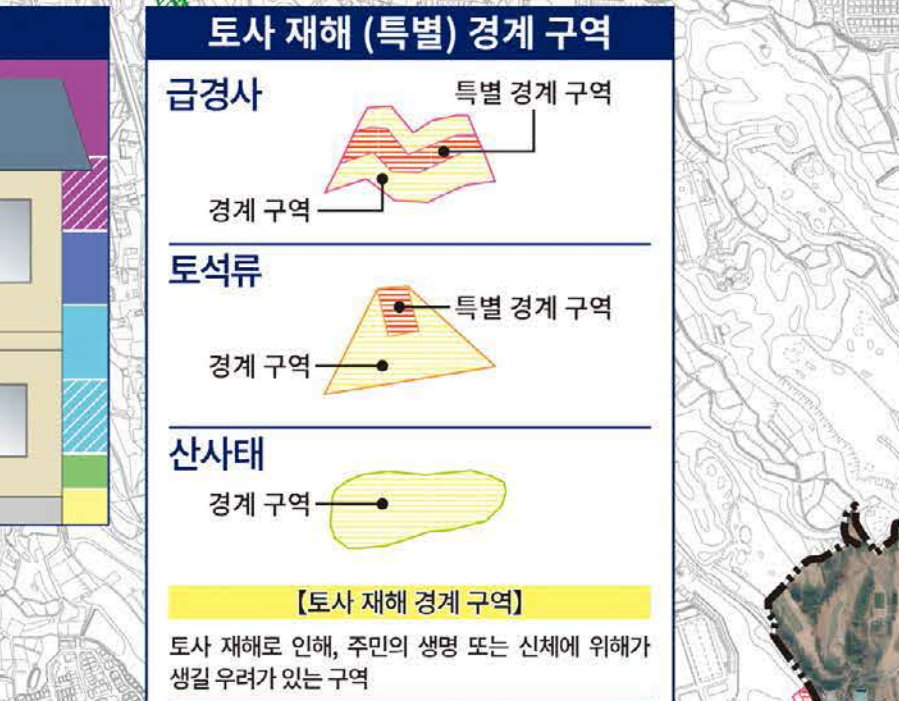 토사 재해 (특별) 경계 구역
급경사
특별 경계 구역
경계 구역
토석류
특별 경계 구역
경계 구역
산사태
경계 구역
【토사 재해 경계 구역】
토사 재해로 인해, 주민의 생명 또는 신체에 위해가
생길 우려가 있는 구역